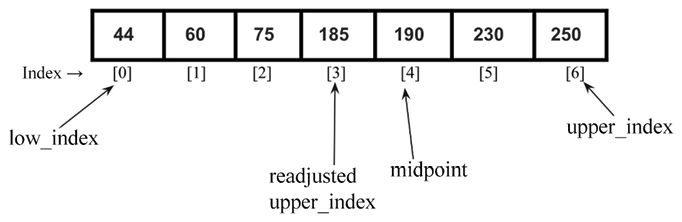 44 60 75 185 190 230 250
Index → [0] [1] [2] [3] [4] [5] [6]
low_index
upper_index
midpoint
readjusted
upper_index